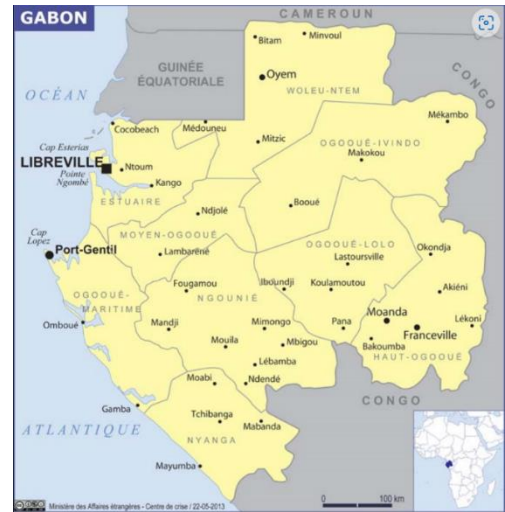 GABON
CAMEROUN
Bitam
Minvoul
GUINÉE
ÉQUATORIALE
Oyem
WOLEU-NTEM
CONGO
OCÉAN
Cocobeach
Médouneu
Mékambo
Cap Esterias
Mitzic
OGOOUÉ-IVINDO
LIBREVILLE
Makokou
Pointe
Ngombé
Ntoum
Kango
ESTUAIRE
Ndjolé
Booué
Cap
Lopez
MOYEN-OGOOUÉ
Port-Gentil
Lambaréné
OGOOUÉ-LOLO
Okondja
Lastoursville
Fougamou
Iboundji
Koulamoutou
Akiéni
OGOOUÉ-
MARITIME
NGOUNIÉ
Omboué
Mandji
Mimongo
Pana
Moanda
Lékoni
Franceville
Mouila
Mbigou
Bakoumba
HAUT-OGOOUÉ
Lébamba
Moabi
Ndendé
CONGO
Gamba
Tchibanga
Mabanda
ATLANTIQUE
NYANGA
Mayumba
0 100 km
Ministère des Affaires étrangères - Centre de crise / 22-05-2013